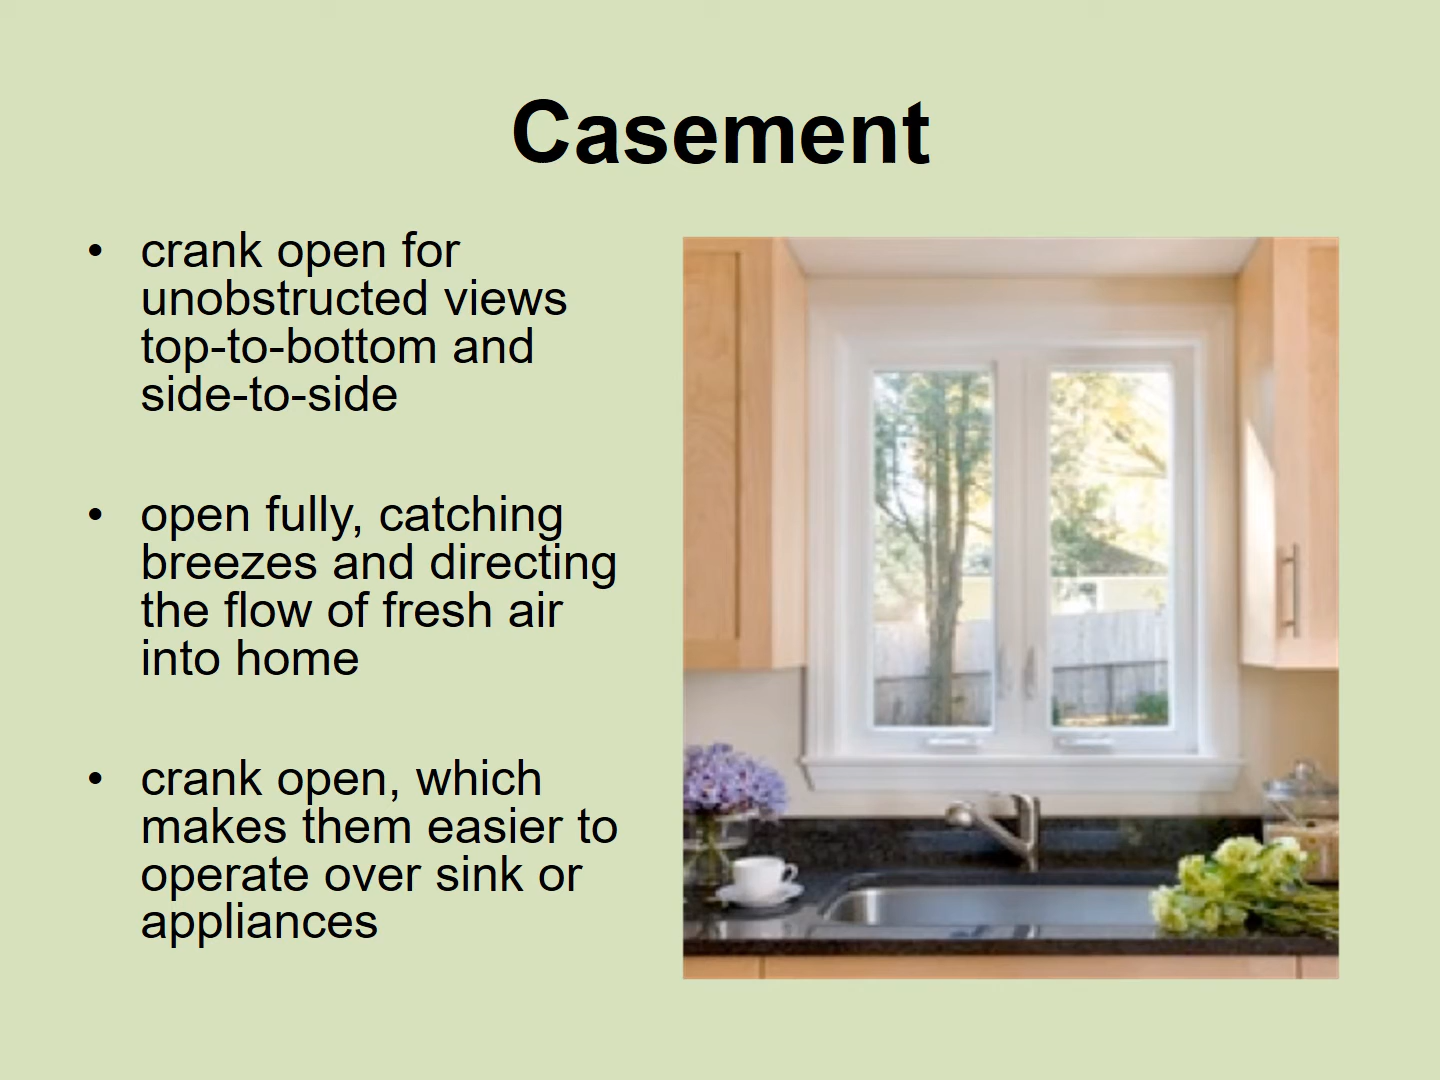 Casement
• crank open for
unobstructed views
top-to-bottom and
side-to-side
• open fully, catching
breezes and directing
the flow of fresh air
into home
• crank open, which
makes them easier to
operate over sink or
appliances